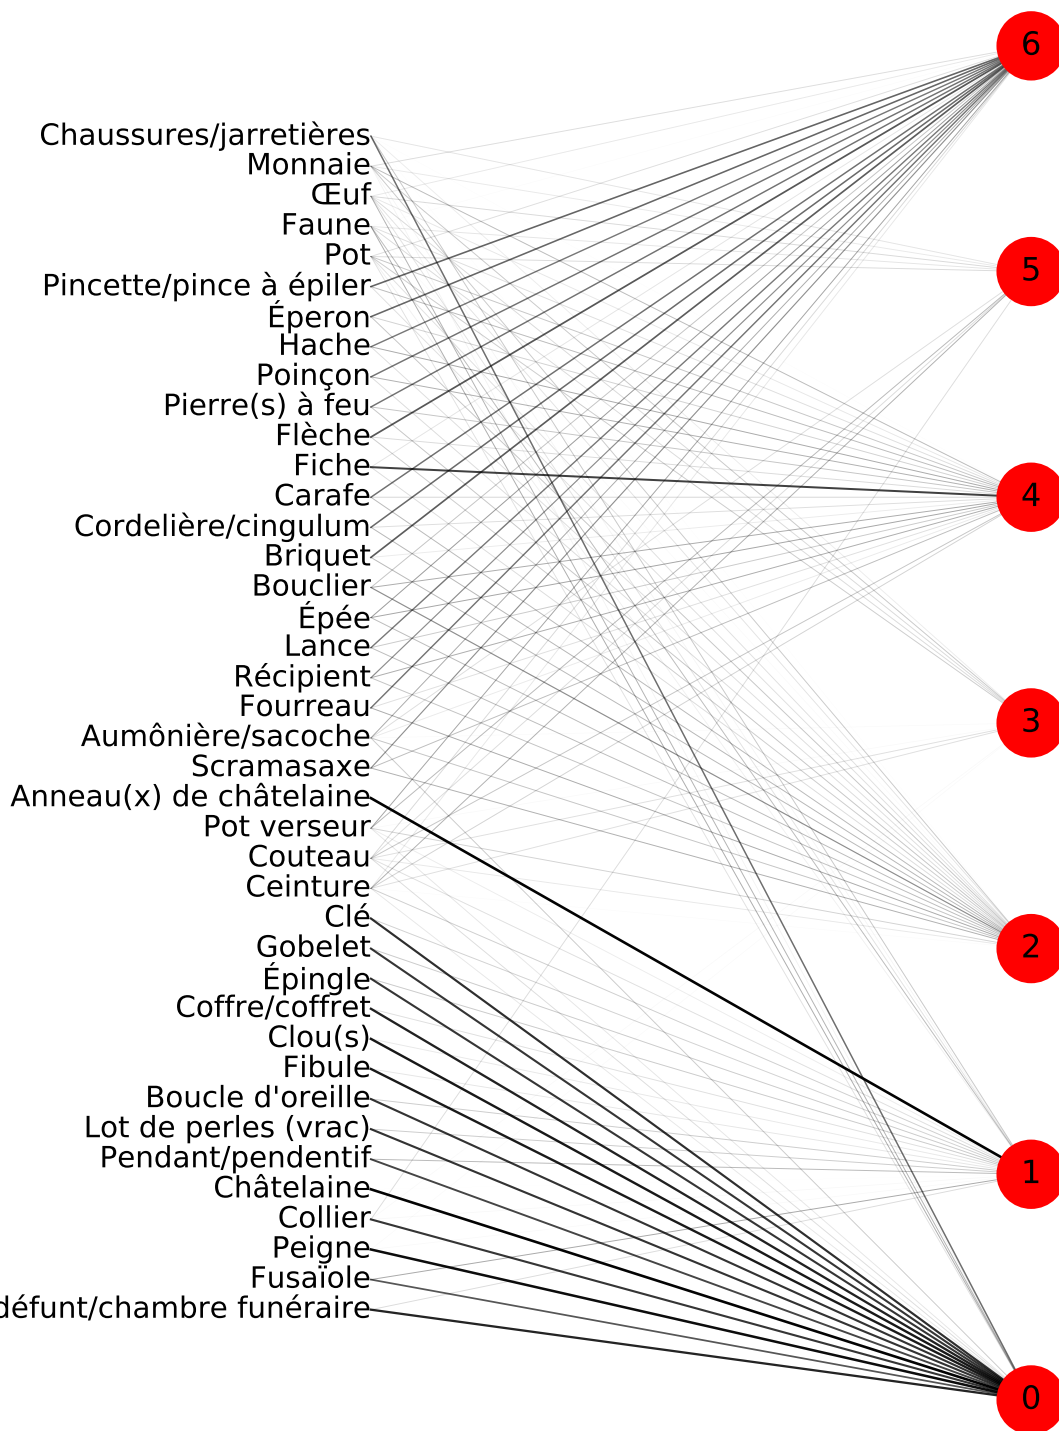 6
Chaussures/jarretières
Monnaie
Œuf
Faune
Pot
5
Pincette/pince à épiler
Éperon
Hache
Poinçon
Pierre(s) à feu
Flèche
Fiche
4
Carafe
Cordelière/cingulum
Briquet
Bouclier
Épée
Lance
Récipient
Fourreau
3
Aumônière/sacoche
Scramasaxe
Anneau(x) de châtelaine
Pot verseur
Couteau
Ceinture
Clé
2
Gobelet
Épingle
Coffre/coffret
Clou(s)
Fibule
Boucle d'oreille
Lot de perles (vrac)
Pendant/pendentif
1
Châtelaine
Collier
Peigne
Fusaïole
défunt/chambre funéraire
0